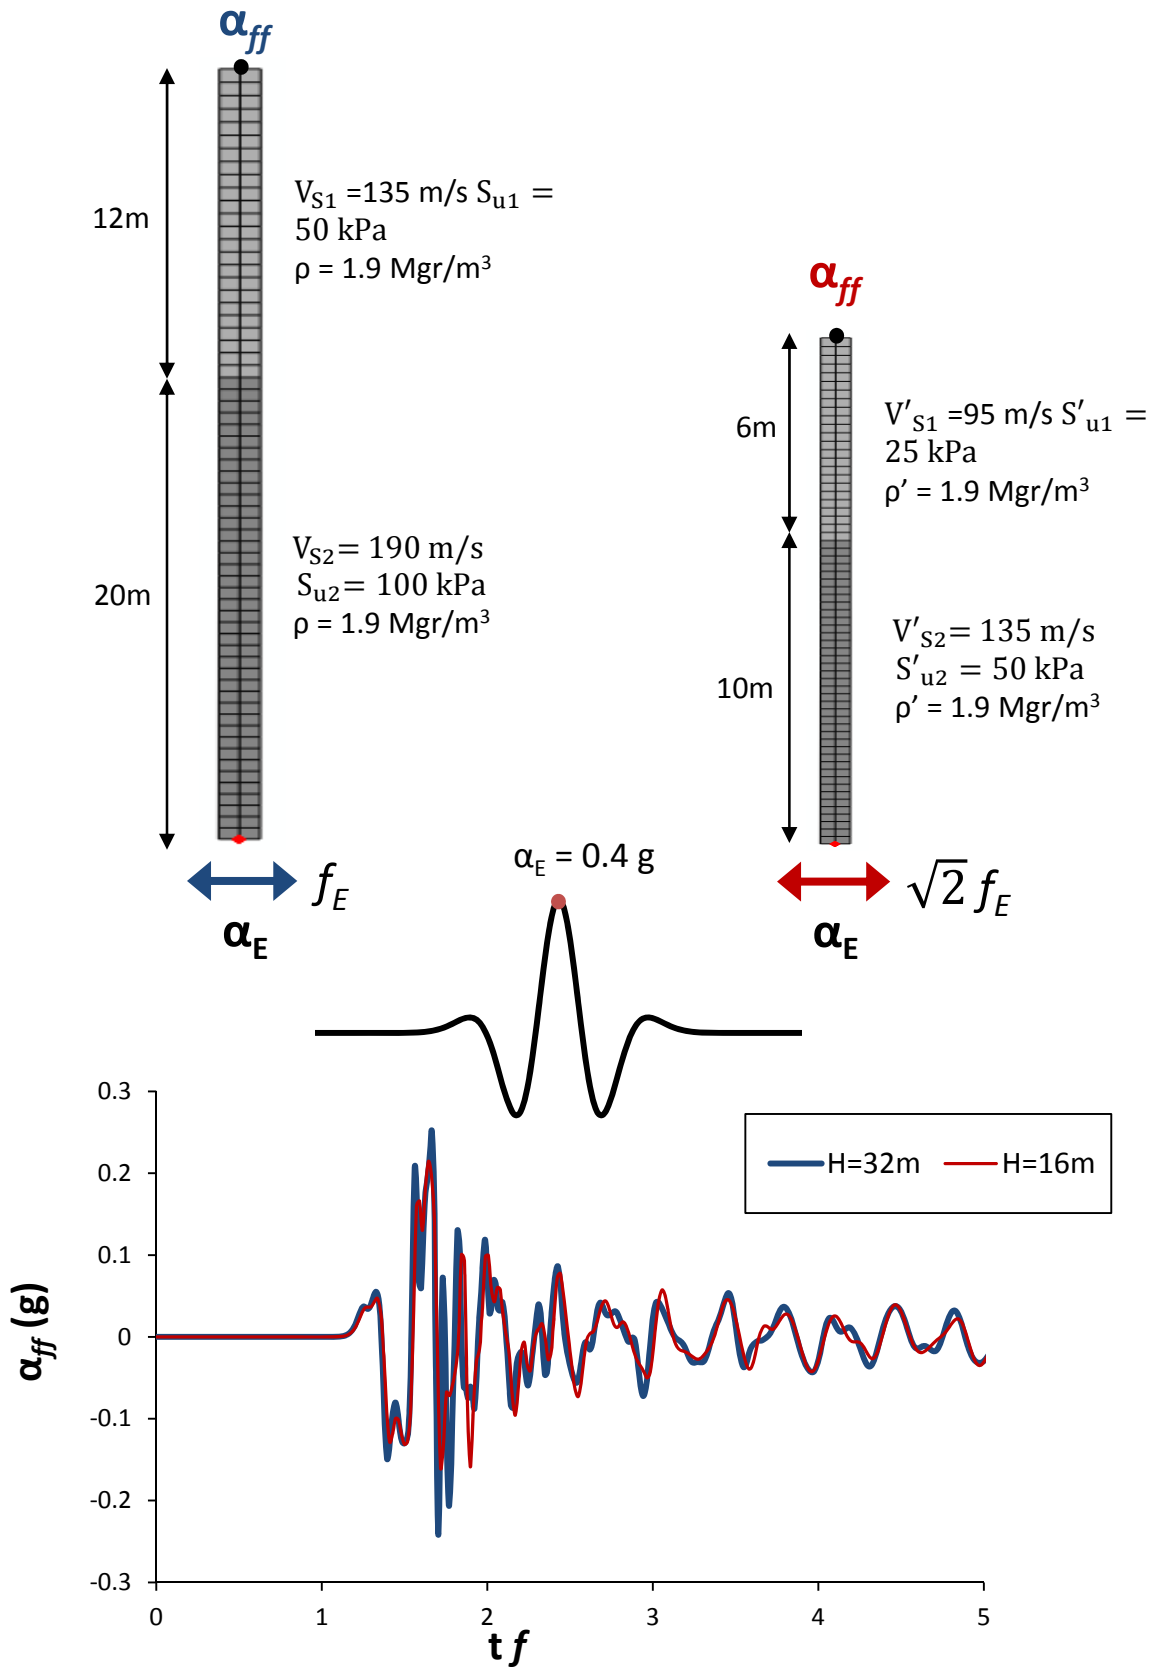 αff
12m
VS1 =135 m/s Su1 =
50 kPa
ρ = 1.9 Mgr/m³
20m
VS2= 190 m/s
Su2= 100 kPa
ρ = 1.9 Mgr/m³
fE
αE
αff
6m
V′S1 =95 m/s S′u1 =
25 kPa
ρ’ = 1.9 Mgr/m³
10m
V′S2= 135 m/s
S′u2 = 50 kPa
ρ’ = 1.9 Mgr/m³
√2 fE
αE
αE = 0.4 g
αff (g)
0.3
0.2
0.1
0
-0.1
-0.2
-0.3
H=32m
H=16m
0 1 2 3 4 5
t f